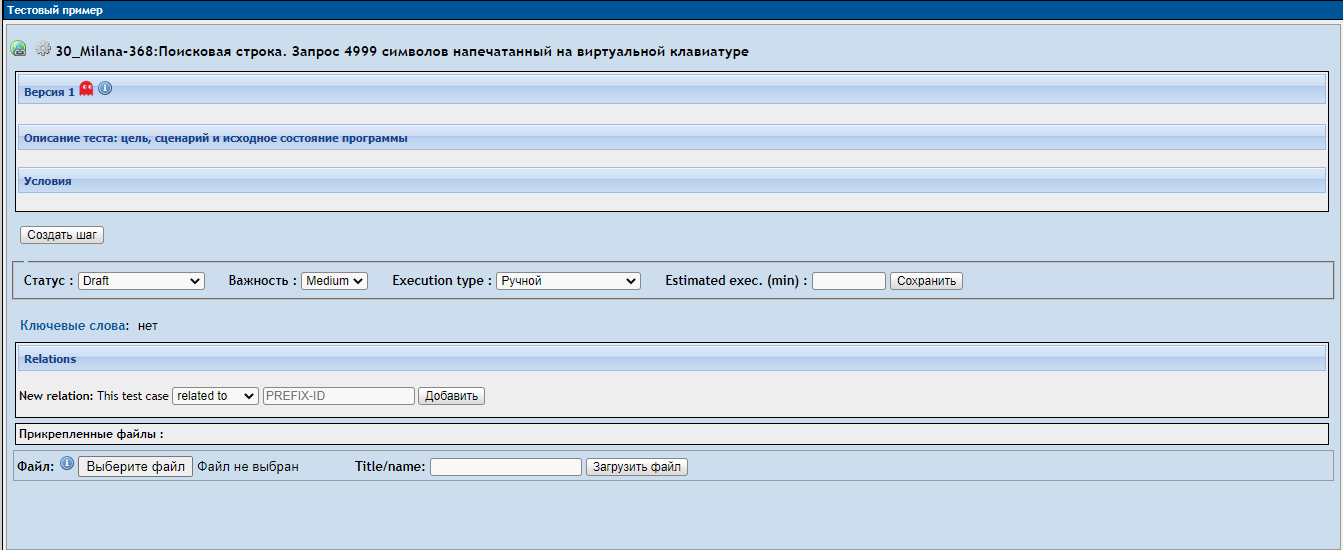 Тестовый пример
30_Milana-368:Поисковая строка. Запрос 4999 символов напечатанный на виртуальной клавиатуре
Версия 1
Описание теста: цель, сценарий и исходное состояние программы
Условия
Создать шаг
Статус : Draft Важность : Medium Execution type : Ручной Estimated exec. (min) : Сохранить
Ключевые слова: нет
Relations
New relation: This test case related to PREFIX-ID Добавить
Прикрепленные файлы :
Файл: Выберите файл Файл не выбран Title/name: Загрузить файл